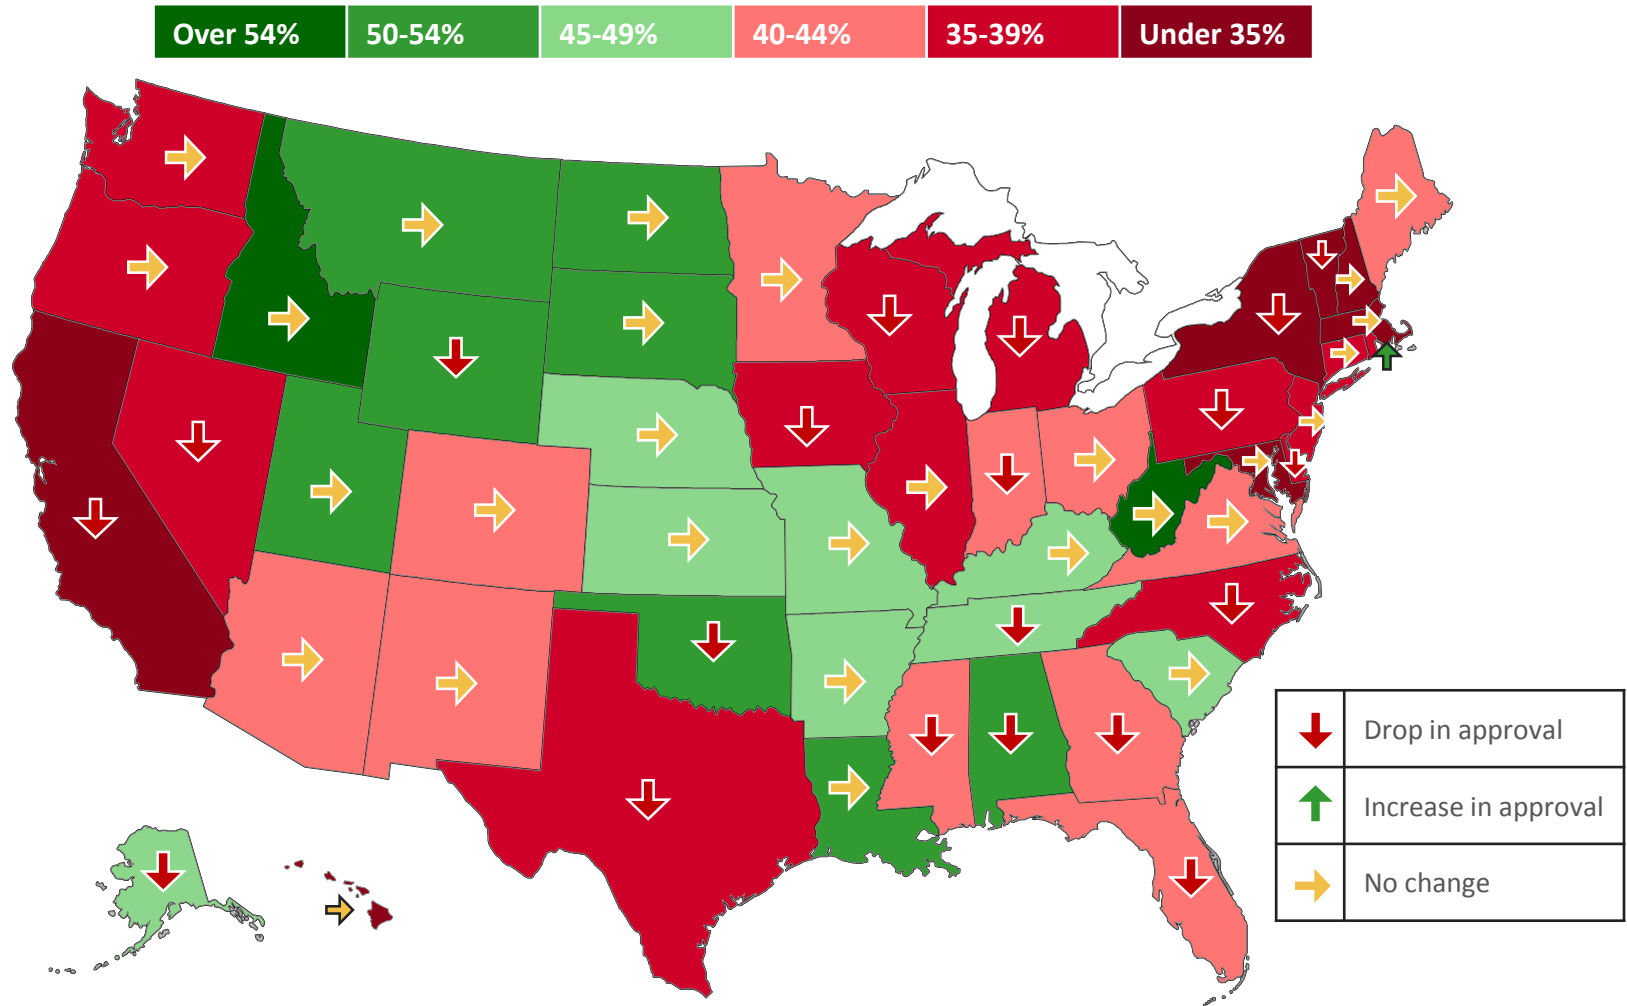 Over 54% 50-54% 45-49% 40-44% 35-39% Under 35%
Drop in approval
Increase in approval
No change